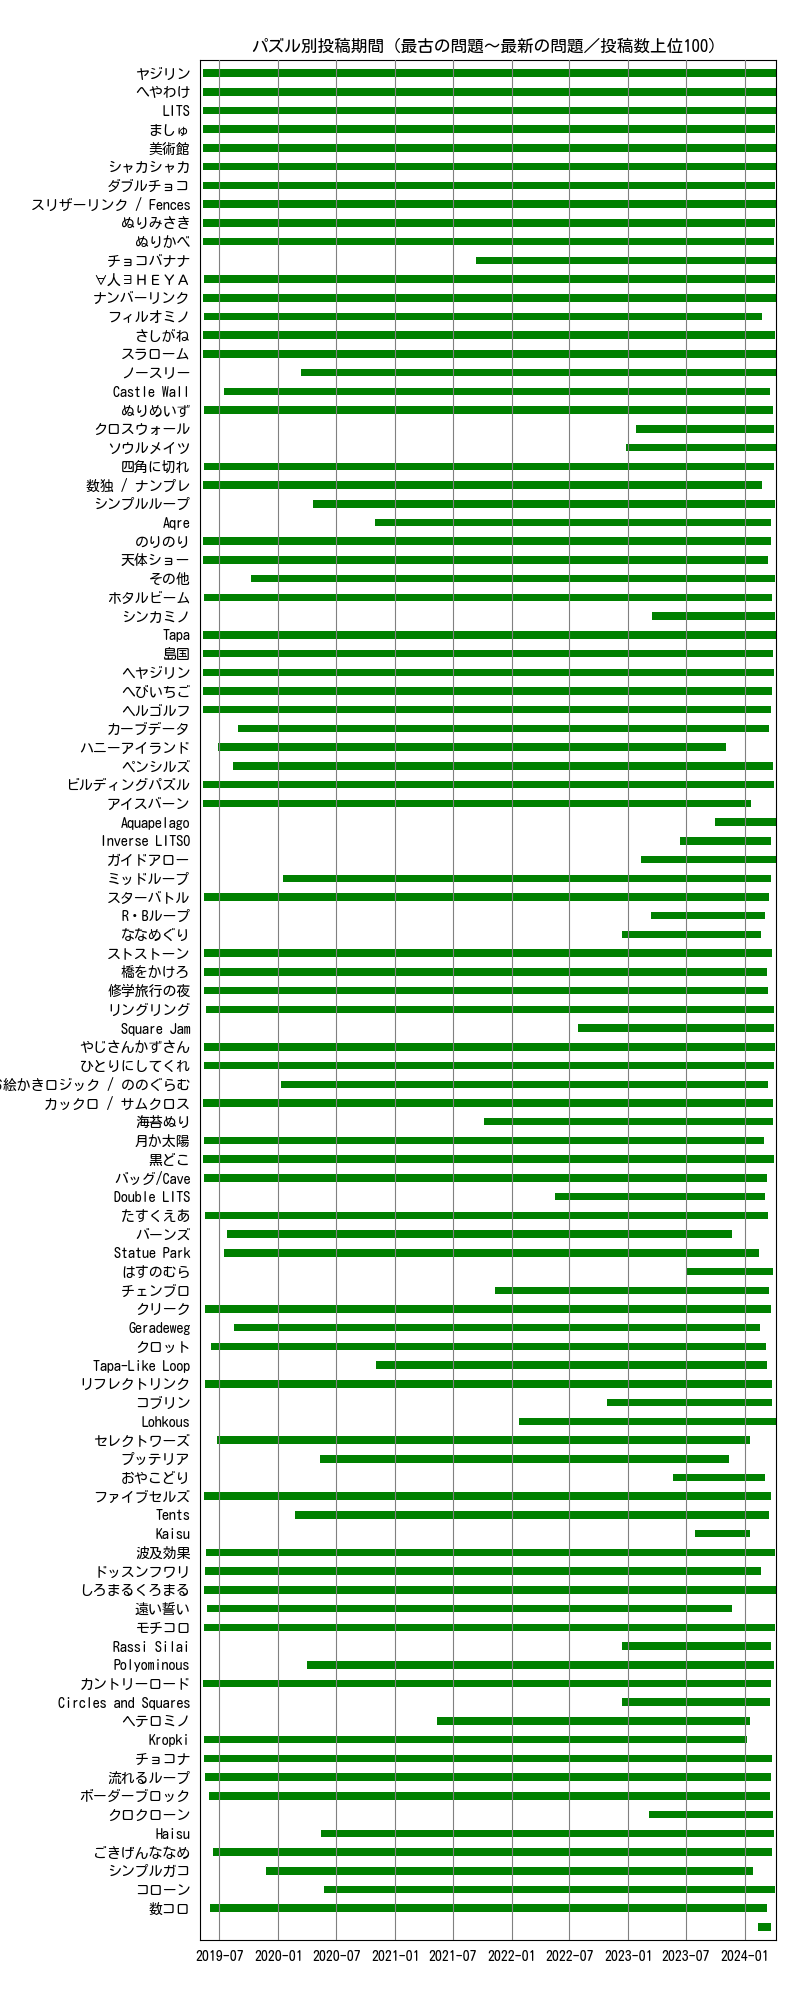 パズル別投稿期間（最古の問題～最新の問題／投稿数上位100）
ヤジリン
へやわけ
LITS
ましゅ
美術館
シャカシャカ
ダブルチョコ
スリザーリンク / Fences
ぬりみさき
ぬりかべ
チョコバナナ
∀人∃ＨＥＹＡ
ナンバーリンク
フィルオミノ
さしがね
スラローム
ノースリー
Castle Wall
ぬりめいず
クロスウォール
ソウルメイツ
四角に切れ
数独 / ナンプレ
シンプルループ
Aqre
のりのり
天体ショー
その他
ホタルビーム
シンカミノ
Tapa
島国
ヘヤジリン
へびいちご
ヘルゴルフ
カーブデータ
ハニーアイランド
ペンシルズ
ビルディングパズル
アイスバーン
Aquapelago
Inverse LITSO
ガイドアロー
ミッドループ
スターバトル
R・Bループ
ななめぐり
ストストーン
橋をかけろ
修学旅行の夜
リングリング
Square Jam
やじさんかずさん
ひとりにしてくれ
絵かきロジック / ののぐらむ
カックロ / サムクロス
海苔ぬり
月か太陽
黒どこ
バッグ/Cave
Double LITS
たすくえあ
バーンズ
Statue Park
はすのむら
チェンブロ
クリーク
Geradeweg
クロット
Tapa-Like Loop
リフレクトリンク
コブリン
Lohkous
セレクトワーズ
プッテリア
おやこどり
ファイブセルズ
Tents
Kaisu
波及効果
ドッスンフワリ
しろまるくろまる
遠い誓い
モチコロ
Rassi Silai
Polyominous
カントリーロード
Circles and Squares
ヘテロミノ
Kropki
チョコナ
流れるループ
ボーダーブロック
クロクローン
Haisu
ごきげんななめ
シンプルガコ
コローン
数コロ
2019-07 2020-01 2020-07 2021-01 2021-07 2022-01 2022-07 2023-01 2023-07 2024-01